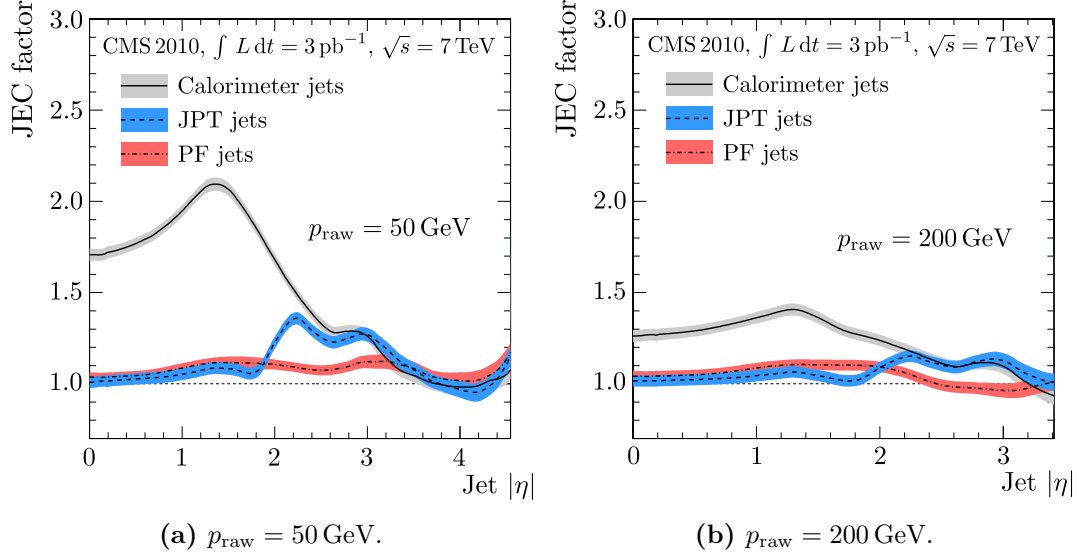 JEC factor
3.0
2.5
2.0
1.5
1.0
CMS 2010, ∫ L dt = 3 pb⁻¹, √s = 7 TeV
Calorimeter jets
JPT jets
PF jets
p_raw = 50 GeV
0 1 2 3 4
Jet |η|
(a) p_raw = 50 GeV.
JEC factor
3.0
2.5
2.0
1.5
1.0
CMS 2010, ∫ L dt = 3 pb⁻¹, √s = 7 TeV
Calorimeter jets
JPT jets
PF jets
p_raw = 200 GeV
0 1 2 3
Jet |η|
(b) p_raw = 200 GeV.